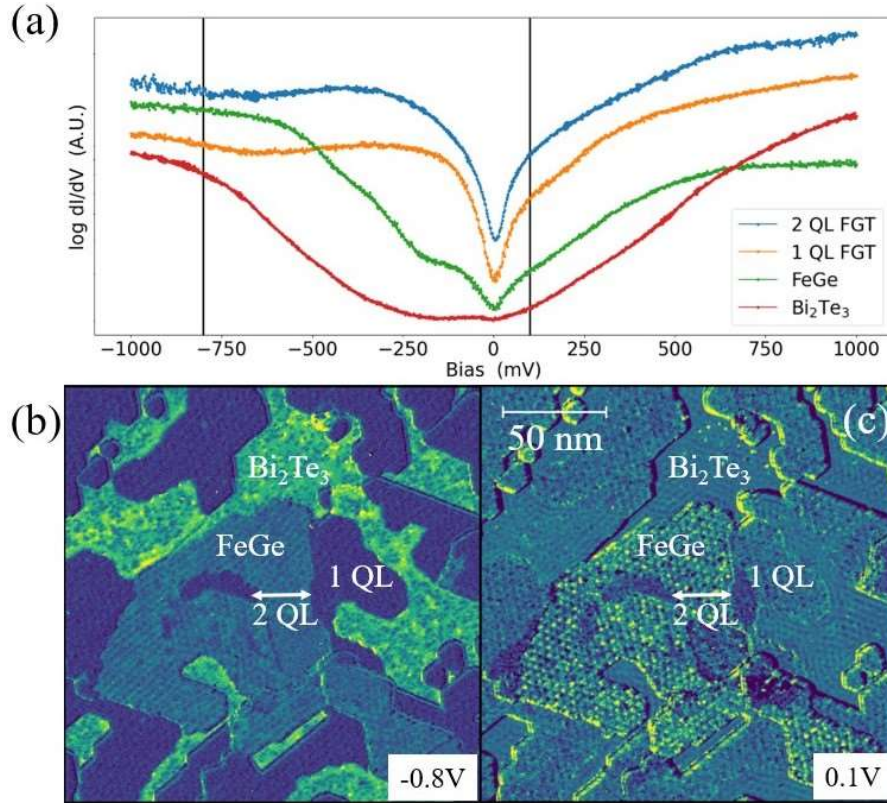 (a)
log dI/dV (A.U.)
2 QL FGT
1 QL FGT
FeGe
Bi₂Te₃
−1000 −750 −500 −250 0 250 500 750 1000
Bias (mV)
(b)
Bi₂Te₃
FeGe
1 QL
2 QL
-0.8V
50 nm
(c)
Bi₂Te₃
FeGe
1 QL
2 QL
0.1V